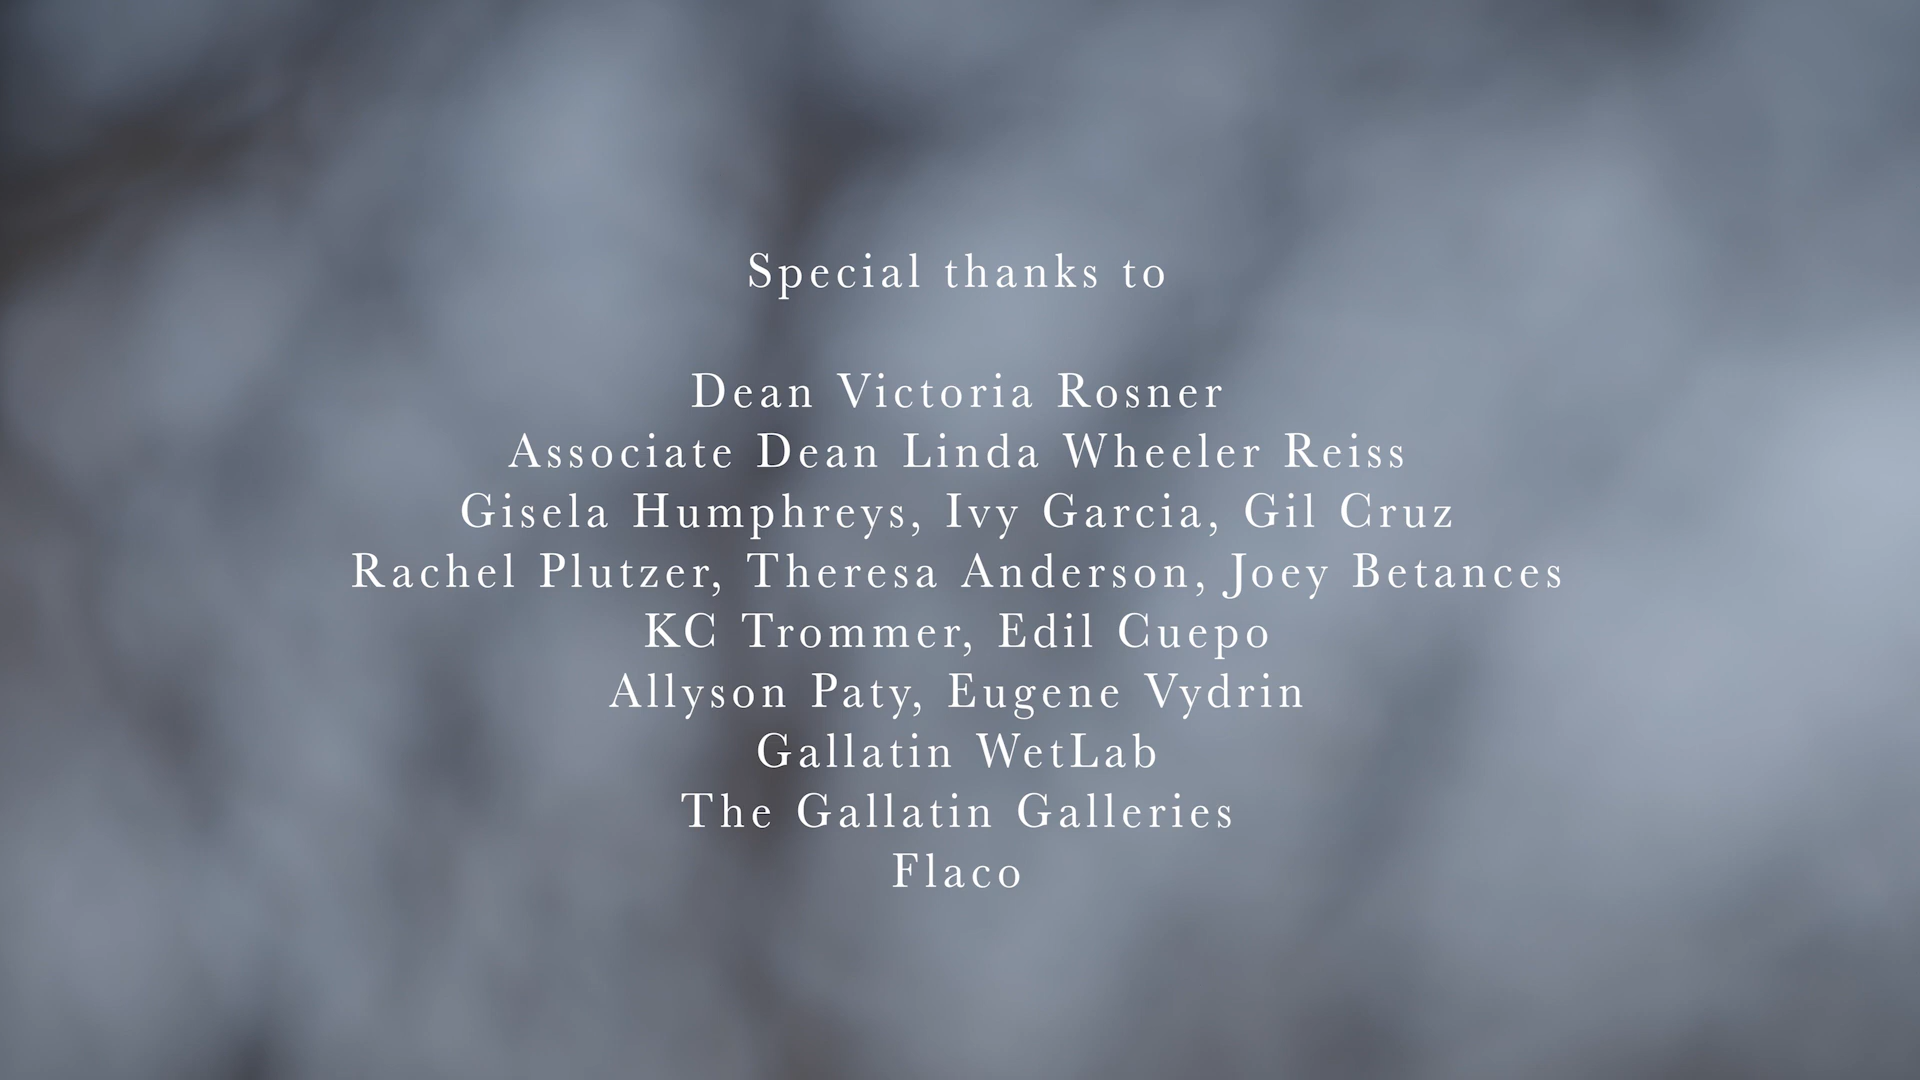 Special thanks to
Dean Victoria Rosner
Associate Dean Linda Wheeler Reiss
Gisela Humphreys, Ivy Garcia, Gil Cruz
Rachel Plutzer, Theresa Anderson, Joey Betances
KC Trommer, Edil Cuepo
Allyson Paty, Eugene Vydrin
Gallatin WetLab
The Gallatin Galleries
Flaco